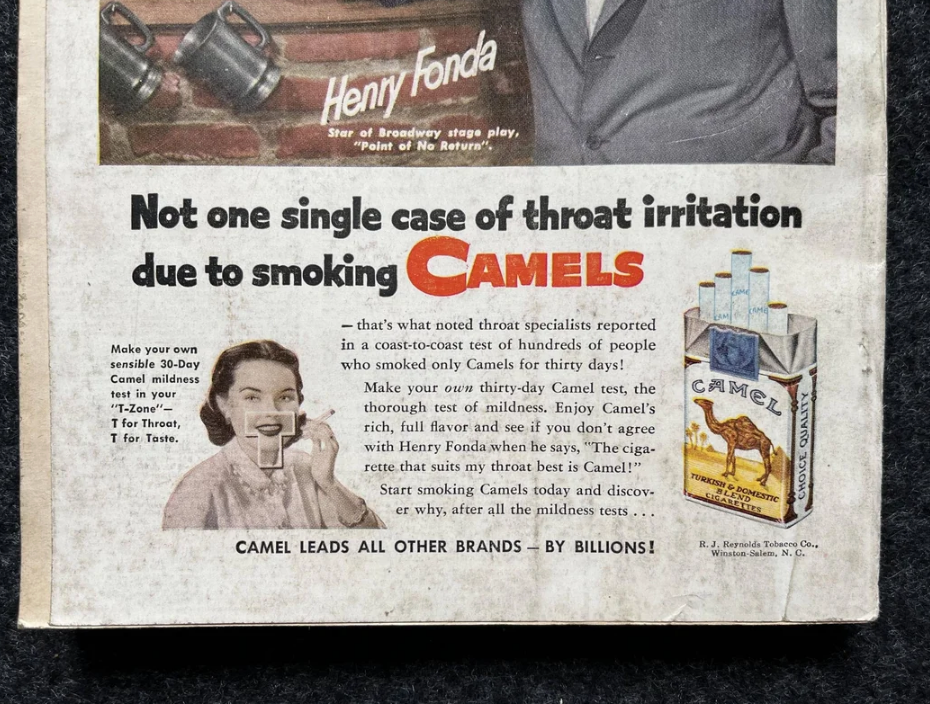 Henry Fonda
Star of Broadway stage play,
"Point of No Return".
Not one single case of throat irritation
due to smoking CAMELS
— that's what noted throat specialists reported
in a coast-to-coast test of hundreds of people
who smoked only Camels for thirty days!
Make your own thirty-day Camel test, the
thorough test of mildness. Enjoy Camel's
rich, full flavor and see if you don't agree
with Henry Fonda when he says, "The ciga-
rette that suits my throat best is Camel!"
Start smoking Camels today and discov-
er why, after all the mildness tests . . .
Make your own
sensible 30-Day
Camel mildness
test in your
"T-Zone"—
T for Throat,
T for Taste.
CAMEL LEADS ALL OTHER BRANDS — BY BILLIONS!
CAMEL
CAMEL
TURKISH & DOMESTIC
BLEND
CIGARETTES
CHOICE QUALITY
R. J. Reynolds Tobacco Co.,
Winston-Salem, N. C.